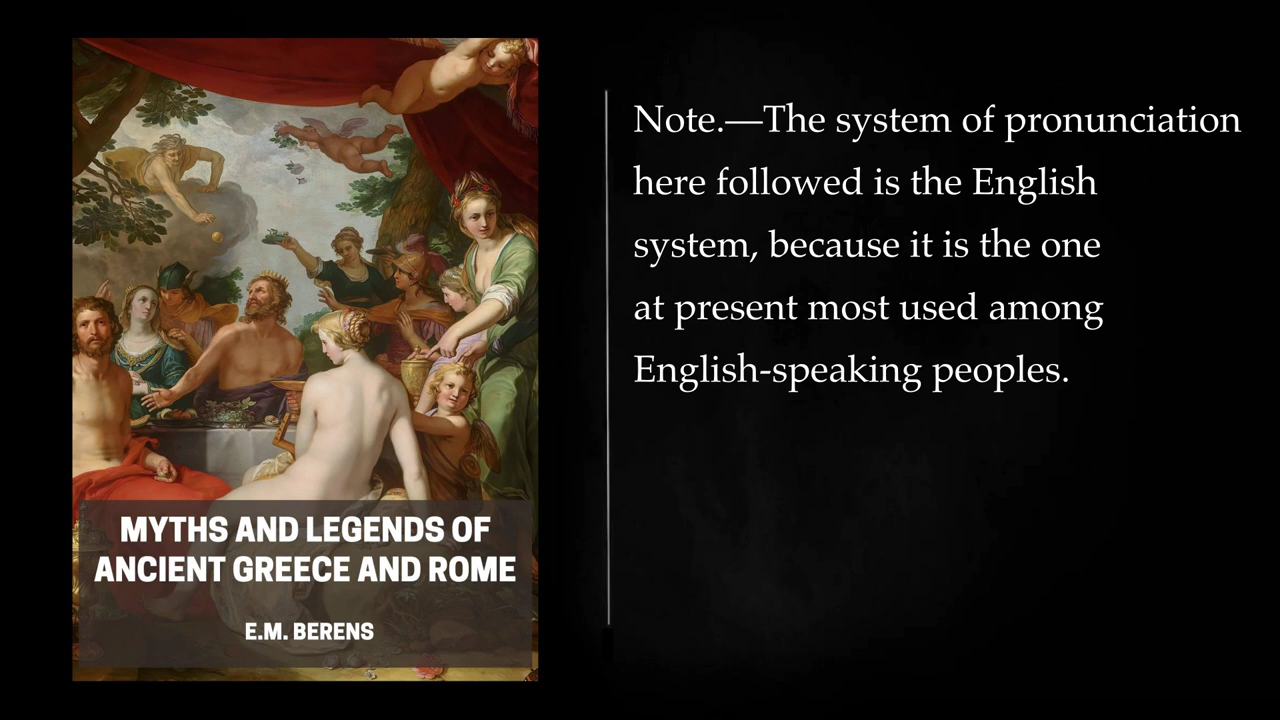 MYTHS AND LEGENDS OF
ANCIENT GREECE AND ROME
E.M. BERENS
Note.—The system of pronunciation
here followed is the English
system, because it is the one
at present most used among
English-speaking peoples.